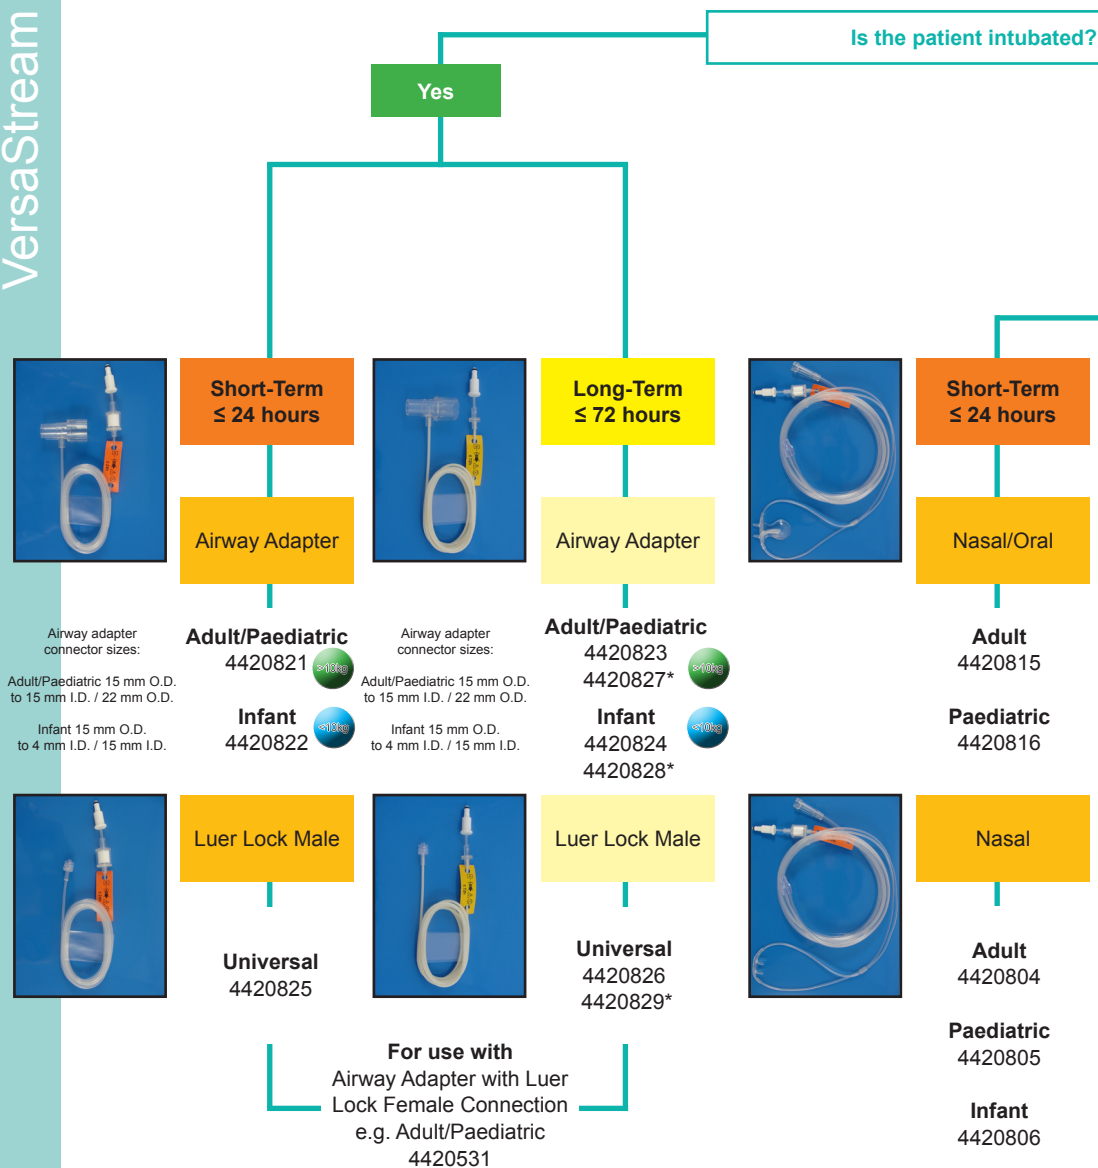 VersaStream
Is the patient intubated?
Yes
Short-Term
≤ 24 hours
Long-Term
≤ 72 hours
Short-Term
≤ 24 hours
Airway Adapter
Airway Adapter
Nasal/Oral
Airway adapter
connector sizes:
Adult/Paediatric 15 mm O.D.
to 15 mm I.D. / 22 mm O.D.
Infant 15 mm O.D.
to 4 mm I.D. / 15 mm I.D.
Adult/Paediatric
4420821
>10kg
Infant
4420822
<10kg
Airway adapter
connector sizes:
Adult/Paediatric 15 mm O.D.
to 15 mm I.D. / 22 mm O.D.
Infant 15 mm O.D.
to 4 mm I.D. / 15 mm I.D.
Adult/Paediatric
4420823
4420827*
>10kg
Infant
4420824
4420828*
<10kg
Adult
4420815
Paediatric
4420816
Luer Lock Male
Luer Lock Male
Nasal
Universal
4420825
Universal
4420826
4420829*
Adult
4420804
Paediatric
4420805
Infant
4420806
For use with
Airway Adapter with Luer
Lock Female Connection
e.g. Adult/Paediatric
4420531